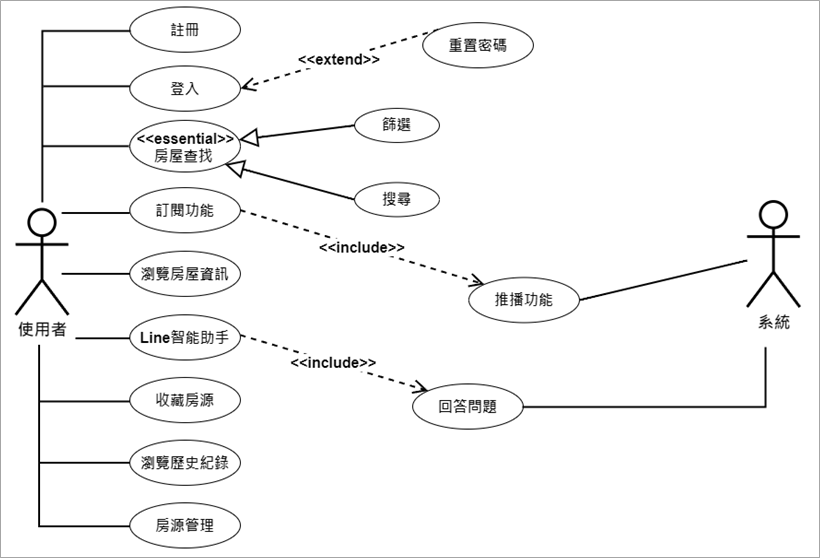 註冊
重置密碼
<<extend>>
登入
<<essential>>
房屋查找
篩選
搜尋
訂閱功能
<<include>>
瀏覽房屋資訊
推播功能
使用者
系統
Line智能助手
<<include>>
收藏房源
回答問題
瀏覽歷史紀錄
房源管理